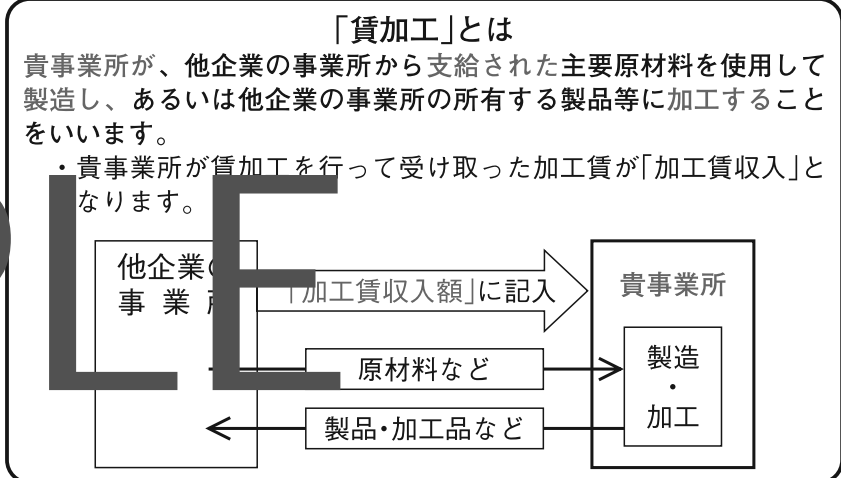 「賃加工」とは
貴事業所が、他企業の事業所から支給された主要原材料を使用して
製造し、あるいは他企業の事業所の所有する製品等に加工すること
をいいます。
・貴事業所が賃加工を行って受け取った加工賃が「加工賃収入」と
なります。
LE
他企業の
事業所
「加工賃収入額」に記入
貴事業所
原材料など
製造
・
加工
製品・加工品など